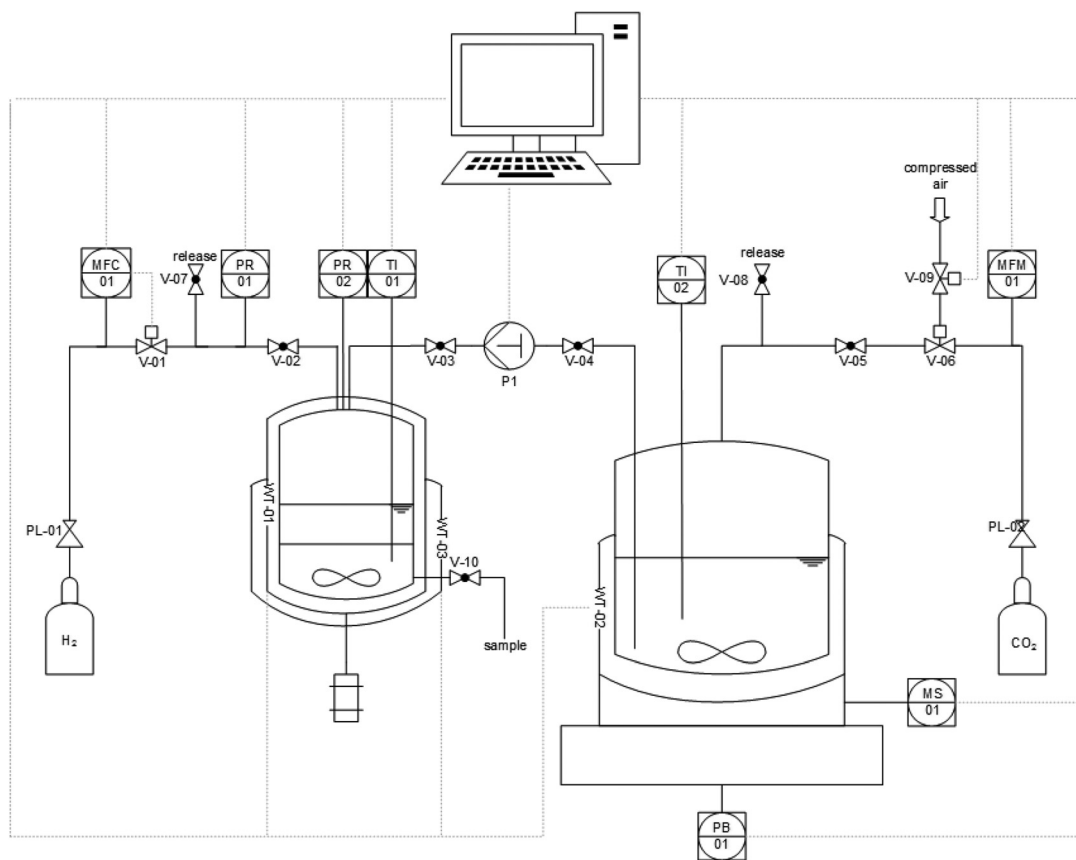 compressed
air
MFC
01
release
V-07
PR
01
PR
02
TI
01
TI
02
release
V-08
V-09
MFM
01
V-01
V-02
V-03
P1
V-04
V-05
V-06
PL-01
WT-01
WT-03
V-10
WT-02
PL-02
H₂
sample
CO₂
MS
01
PB
01